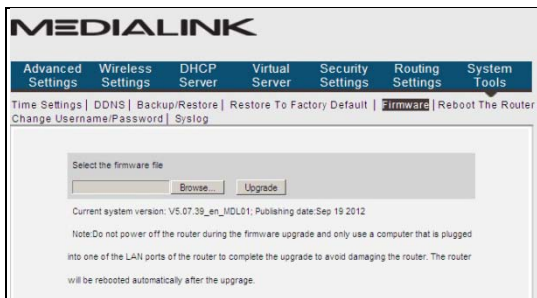 MEDIALINK
Advanced Settings Wireless Settings DHCP Server Virtual Server Security Settings Routing Settings System Tools
Time Settings | DDNS | Backup/Restore | Restore To Factory Default | Firmware | Reboot The Router
Change Username/Password | Syslog
Select the firmware file
Browse... Upgrade
Current system version: V5.07.39_en_MDL01; Publishing date:Sep 19 2012
Note:Do not power off the router during the firmware upgrade and only use a computer that is plugged
into one of the LAN ports of the router to complete the upgrade to avoid damaging the router. The router
will be rebooted automatically after the upgrage.